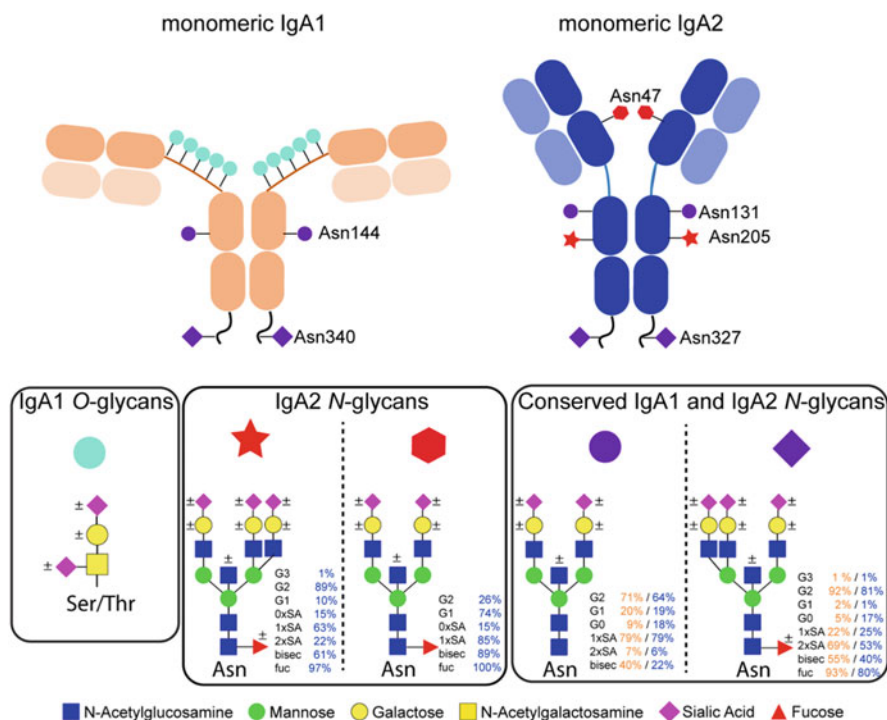 monomeric IgA1
monomeric IgA2
Asn47
Asn144
Asn131
Asn205
Asn340
Asn327
IgA1 O-glycans
±
±
±
Ser/Thr
IgA2 N-glycans
± ± ±
± ± ±
±
G3 1%
G2 89%
G1 10%
0xSA 15%
1xSA 63%
2xSA 22%
bisec 61%
fuc 97%
±
Asn
± ±
± ±
±
G2 26%
G1 74%
0xSA 15%
1xSA 85%
bisec 89%
fuc 100%
Asn
Conserved IgA1 and IgA2 N-glycans
± ±
± ±
±
G2 71% / 64%
G1 20% / 19%
G0 9% / 18%
1xSA 79% / 79%
2xSA 7% / 6%
bisec 40% / 22%
Asn
± ± ±
± ± ±
±
G3 1 % / 1%
G2 92% / 81%
G1 2% / 1%
G0 5% / 17%
1xSA 22% / 25%
2xSA 69% / 53%
bisec 55% / 40%
fuc 93% / 80%
±
Asn
N-Acetylglucosamine Mannose Galactose N-Acetylgalactosamine Sialic Acid Fucose